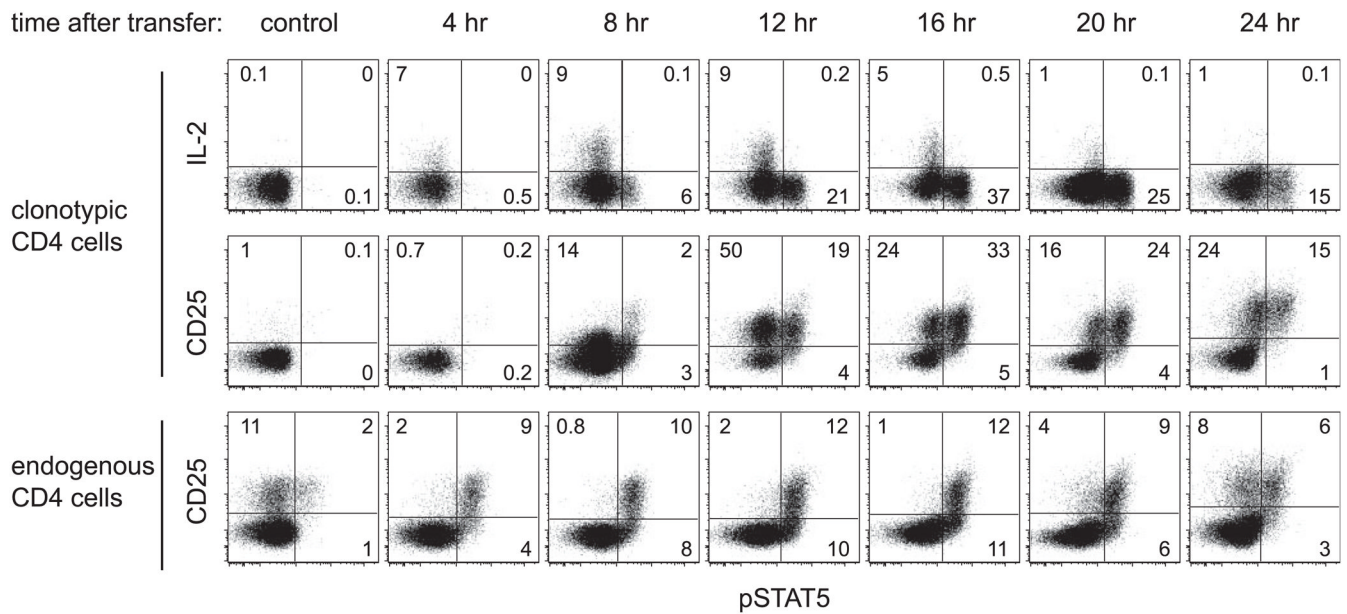 time after transfer: control 4 hr 8 hr 12 hr 16 hr 20 hr 24 hr
0.1 0 7 0 9 0.1 9 0.2 5 0.5 1 0.1 1 0.1
IL-2
0.1 0.5 6 21 37 25 15
clonotypic
CD4 cells
1 0.1 0.7 0.2 14 2 50 19 24 33 16 24 24 15
CD25
0 0.2 3 4 5 4 1
11 2 2 9 0.8 10 2 12 1 12 4 9 8 6
endogenous
CD4 cells
CD25
1 4 8 10 11 6 3
pSTAT5